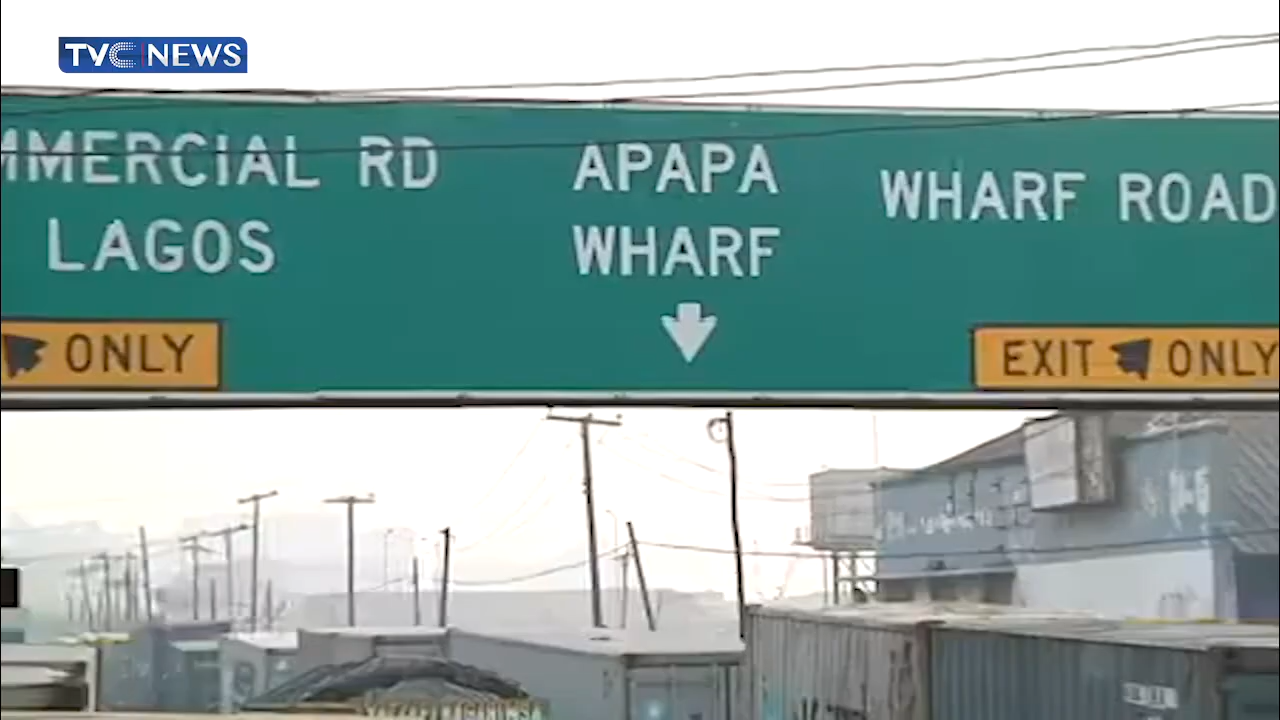 TVC NEWS
MMERCIAL RD
LAGOS
ONLY
APAPA
WHARF
WHARF ROAD
EXIT ONLY